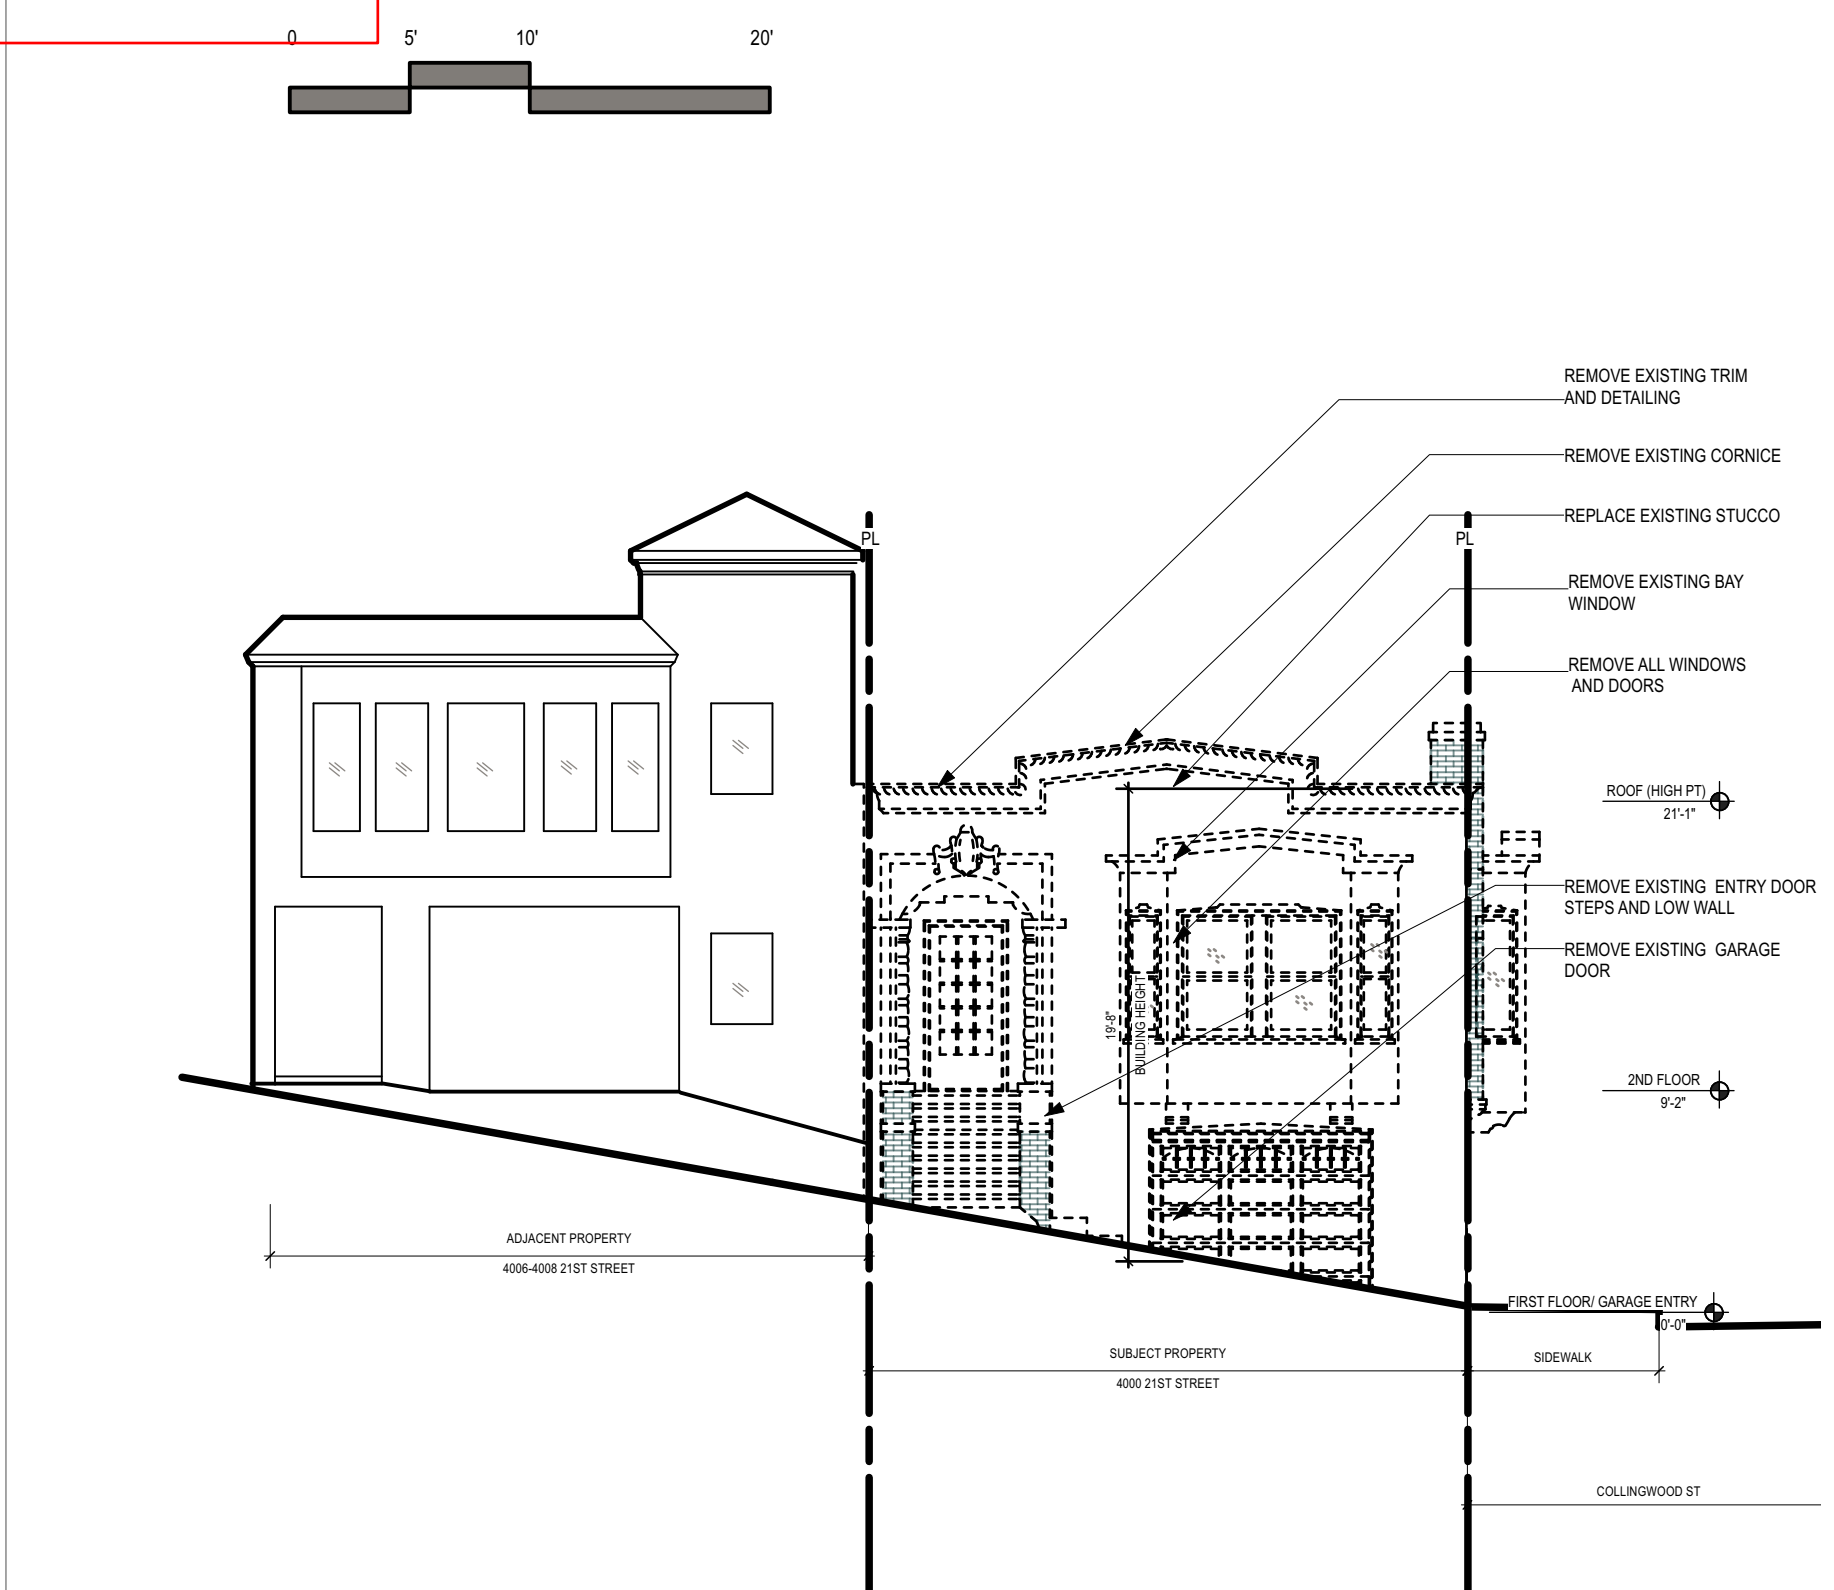 0 5' 10' 20'
REMOVE EXISTING TRIM
AND DETAILING
REMOVE EXISTING CORNICE
REPLACE EXISTING STUCCO
PL
PL
REMOVE EXISTING BAY
WINDOW
REMOVE ALL WINDOWS
AND DOORS
ROOF (HIGH PT)
21'-1"
REMOVE EXISTING ENTRY DOOR
STEPS AND LOW WALL
REMOVE EXISTING GARAGE
DOOR
19'-8"
BUILDING HEIGHT
2ND FLOOR
9'-2"
ADJACENT PROPERTY
4006-4008 21ST STREET
FIRST FLOOR/ GARAGE ENTRY
0'-0"
SUBJECT PROPERTY
4000 21ST STREET
SIDEWALK
COLLINGWOOD ST